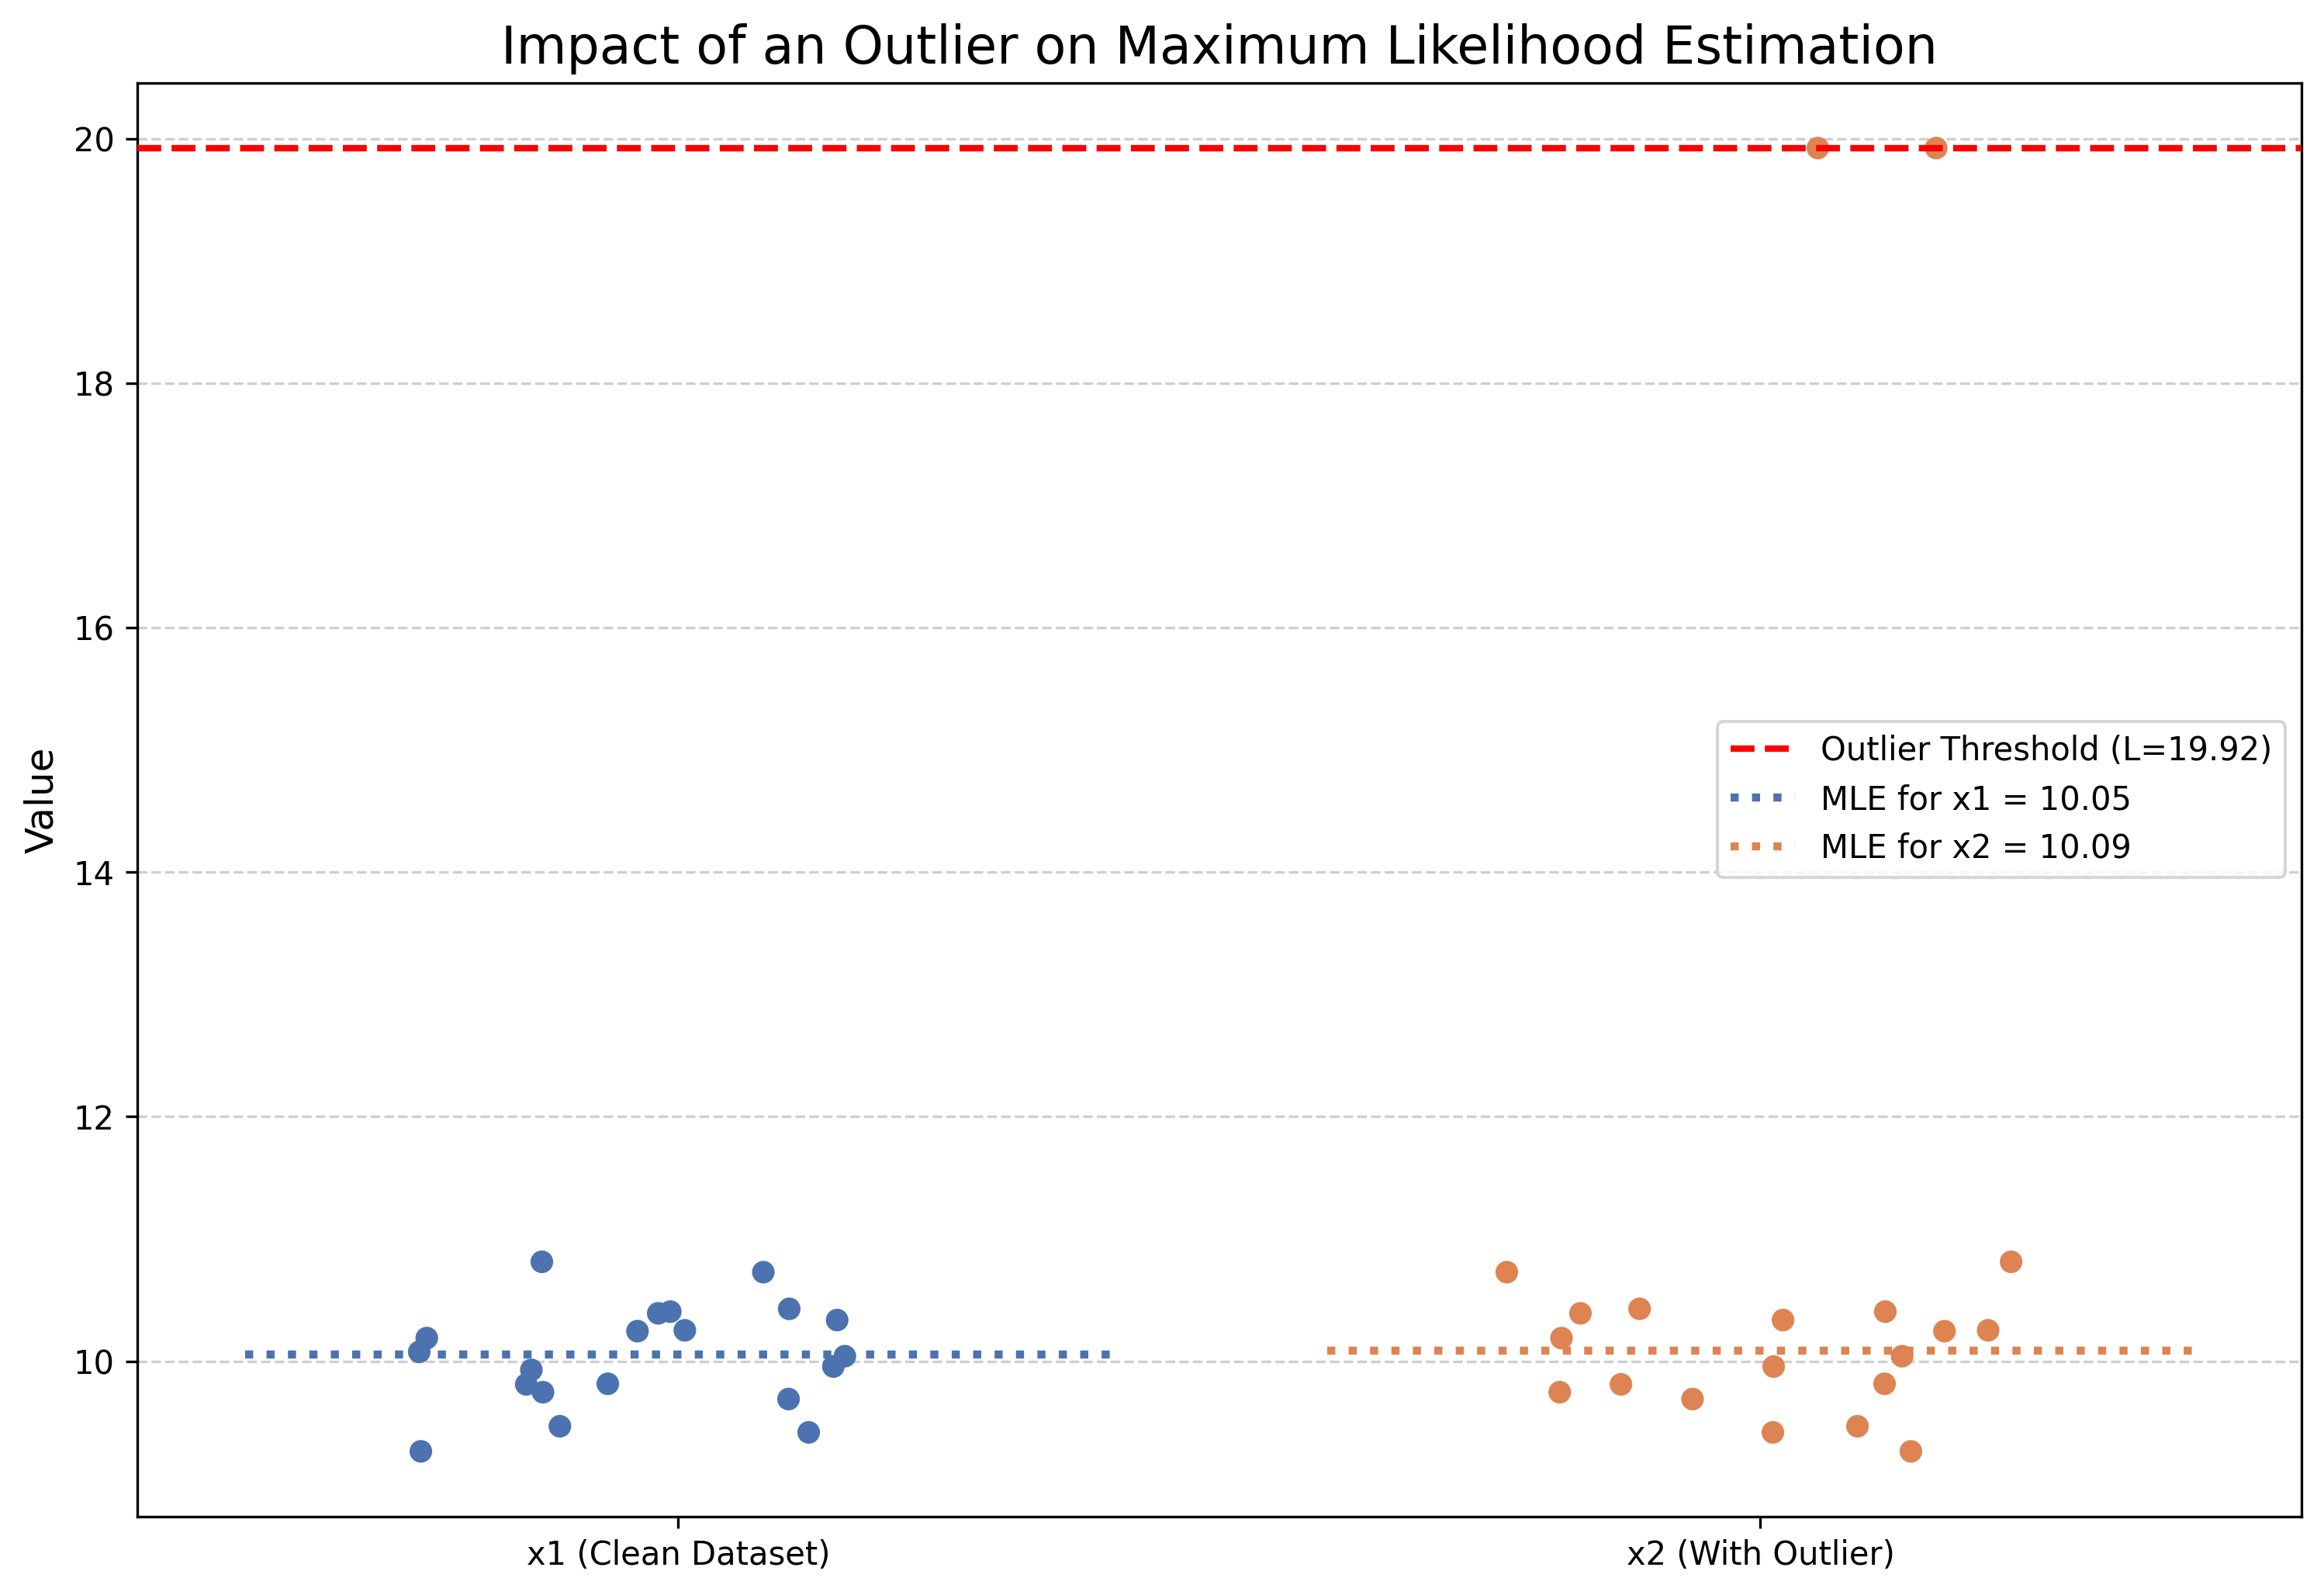 Impact of an Outlier on Maximum Likelihood Estimation
20
18
16
14
12
10
Value
Outlier Threshold (L=19.92)
MLE for x1 = 10.05
MLE for x2 = 10.09
x1 (Clean Dataset)
x2 (With Outlier)